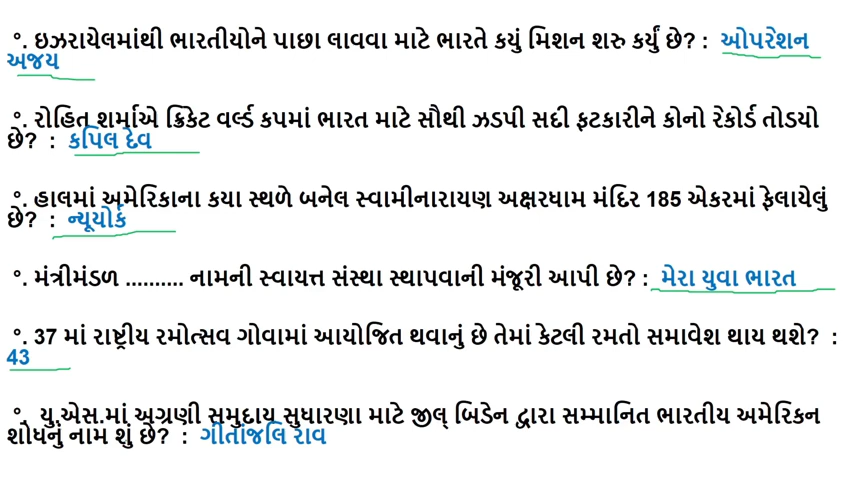 °. ઇઝરાયેલમાંથી ભારતીયોને પાછા લાવવા માટે ભારતે કયું મિશન શરુ કર્યું છે? : ઓપરેશન
અજય
°. રોહિત શર્માએ ક્રિકેટ વર્લ્ડ કપમાં ભારત માટે સૌથી ઝડપી સદી ફટકારીને કોનો રેકોર્ડ તોડયો
છે? : કપિલ દેવ
°. હાલમાં અમેરિકાના કયા સ્થળે બનેલ સ્વામીનારાયણ અક્ષરધામ મંદિર 185 એકરમાં ફેલાયેલું
છે? : ન્યૂયોર્ક
°. મંત્રીમંડળ .......... નામની સ્વાયત્ત સંસ્થા સ્થાપવાની મંજૂરી આપી છે? : મેરા યુવા ભારત
°. 37 માં રાષ્ટ્રીય રમોત્સવ ગોવામાં આયોજિત થવાનું છે તેમાં કેટલી રમતો સમાવેશ થાય થશે? :
43
°. યુ.એસ.માં અગ્રણી સમુદાય સુધારણા માટે જીલ્ બિડેન દ્વારા સમ્માનિત ભારતીય અમેરિકન
શોધનું નામ શું છે? : ગીતાંજલિ રાવ